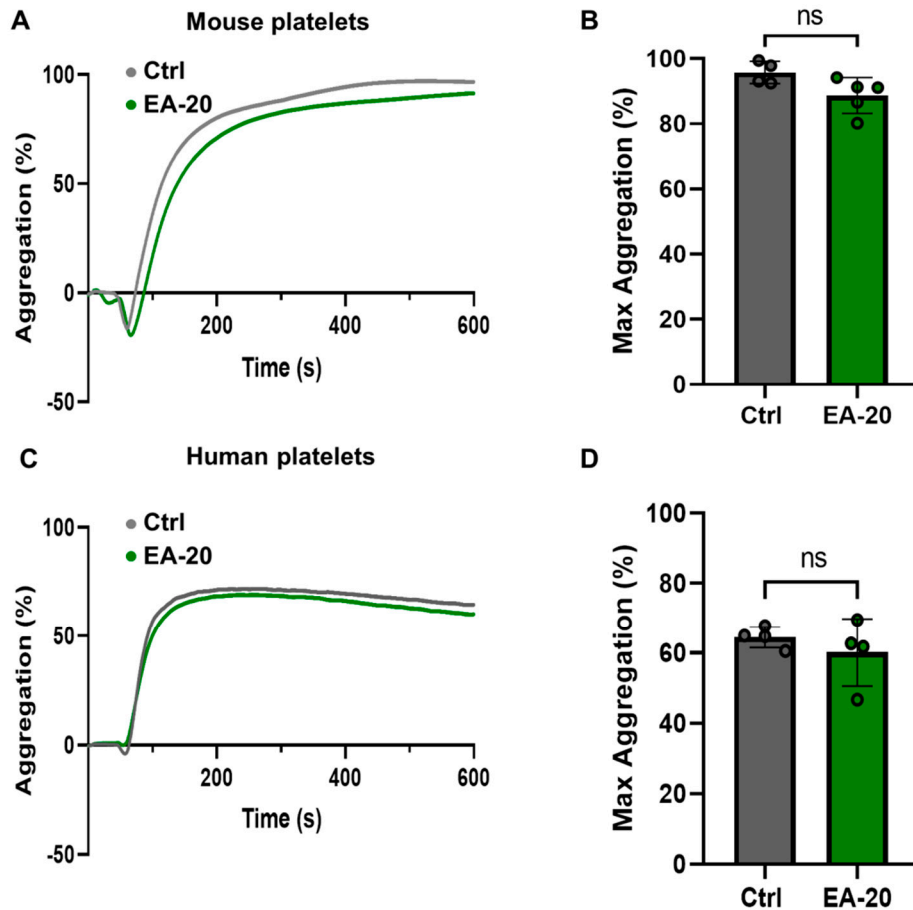 A
Mouse platelets
Ctrl
EA-20
Aggregation (%)
100
50
0
-50
200
400
600
Time (s)
B
ns
Max Aggregation (%)
100
80
60
40
20
0
Ctrl
EA-20
C
Human platelets
Ctrl
EA-20
Aggregation (%)
100
50
0
-50
200
400
600
Time (s)
D
ns
Max Aggregation (%)
100
80
60
40
20
0
Ctrl
EA-20